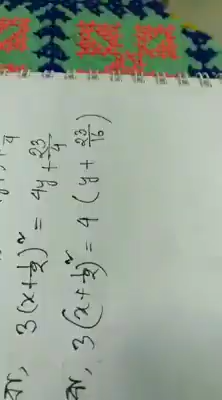 বা, 3(x+1/2)² = 4y + 23/4
বা, 3(x+1/2)² = 4(y + 23/16)